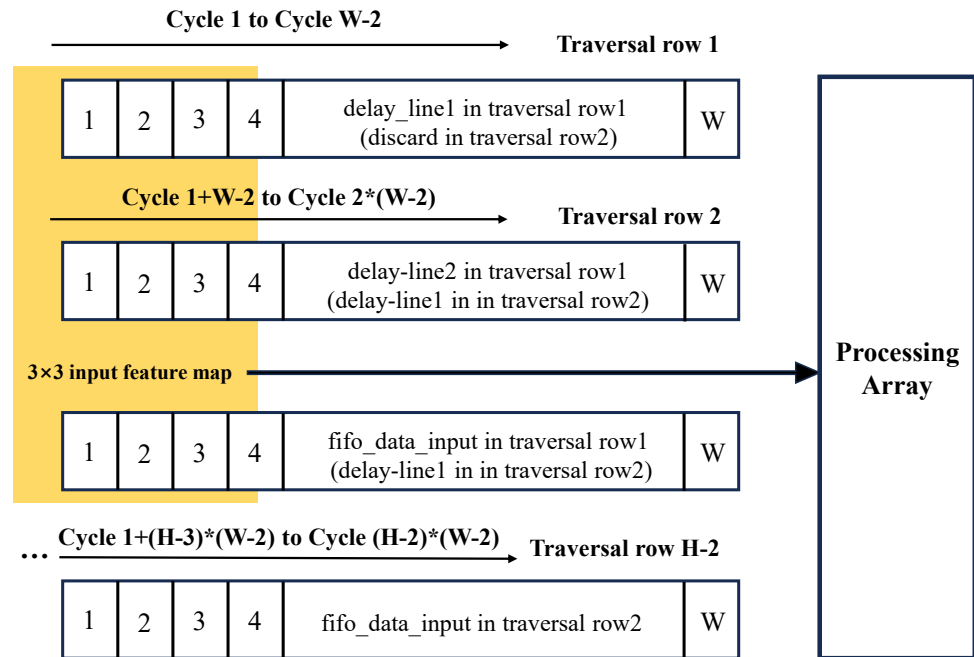 Cycle 1 to Cycle W-2
Traversal row 1
1 2 3 4 delay_line1 in traversal row1 W
(discard in traversal row2)
Cycle 1+W-2 to Cycle 2*(W-2)
Traversal row 2
1 2 3 4 delay-line2 in traversal row1 W
(delay-line1 in in traversal row2)
3×3 input feature map
Processing
Array
1 2 3 4 fifo_data_input in traversal row1 W
(delay-line1 in in traversal row2)
... Cycle 1+(H-3)*(W-2) to Cycle (H-2)*(W-2)
Traversal row H-2
1 2 3 4 fifo_data_input in traversal row2 W